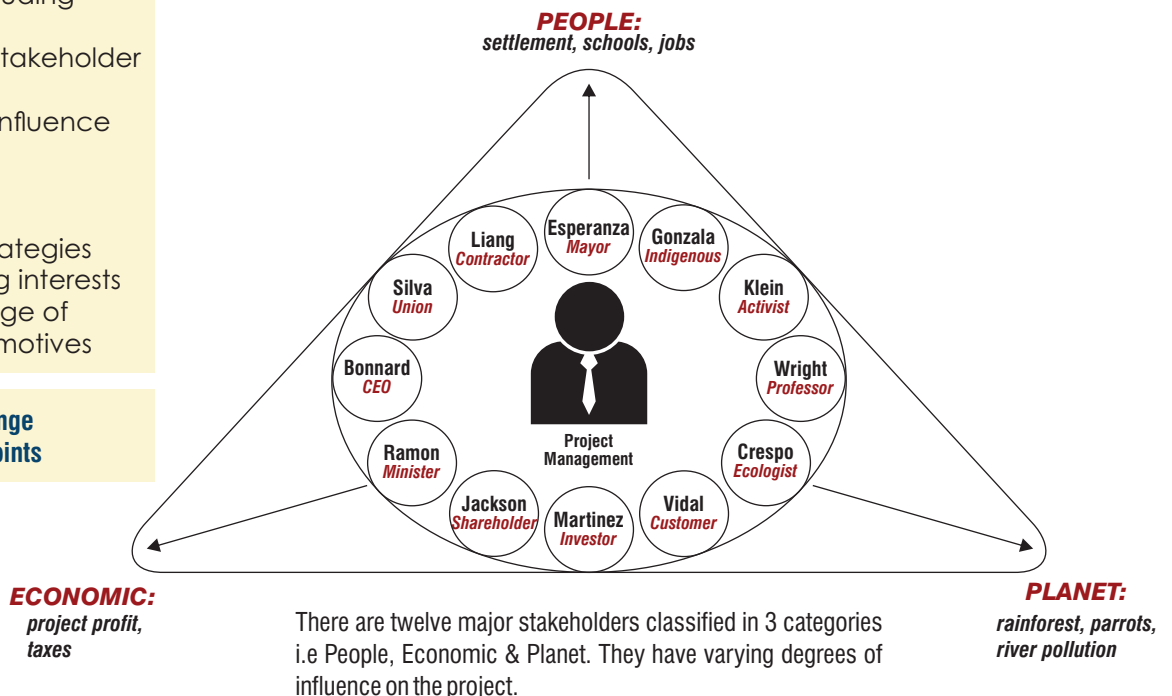 uding
takeholder
nfluence
ategies
g interests
ge of
motives
nge
oints
PEOPLE:
settlement, schools, jobs
Esperanza
Mayor
Liang
Contractor
Gonzala
Indigenous
Silva
Union
Klein
Activist
Bonnard
CEO
Wright
Professor
Project
Management
Ramon
Minister
Crespo
Ecologist
Jackson
Shareholder
Martinez
Investor
Vidal
Customer
ECONOMIC:
project profit,
taxes
PLANET:
rainforest, parrots,
river pollution
There are twelve major stakeholders classified in 3 categories
i.e People, Economic & Planet. They have varying degrees of
influence on the project.